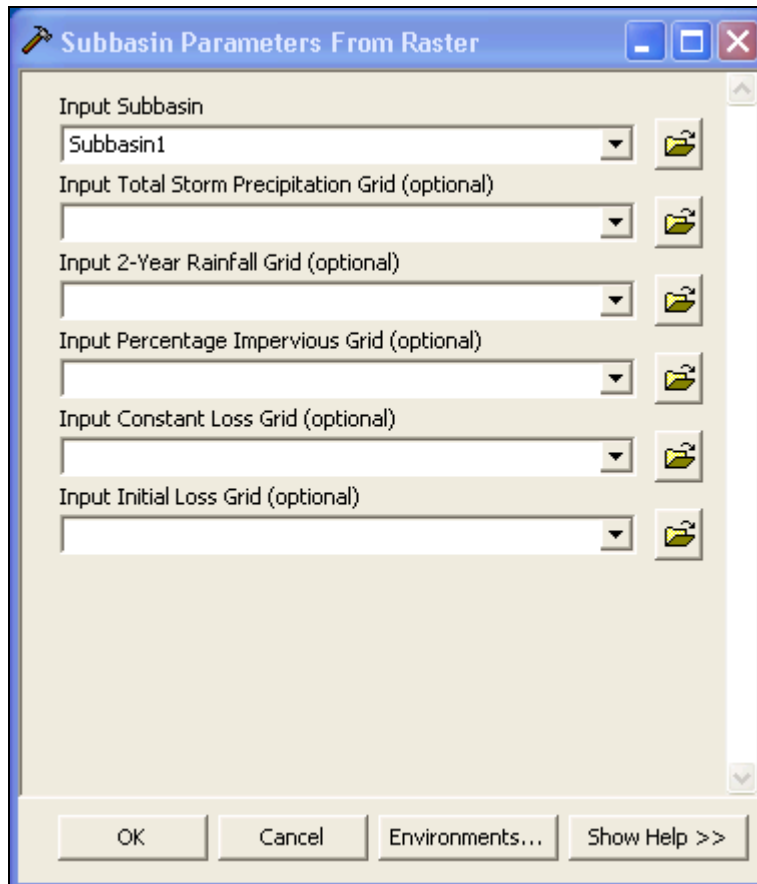 Subbasin Parameters From Raster
Input Subbasin
Subbasin1
Input Total Storm Precipitation Grid (optional)
Input 2-Year Rainfall Grid (optional)
Input Percentage Impervious Grid (optional)
Input Constant Loss Grid (optional)
Input Initial Loss Grid (optional)
OK Cancel Environments... Show Help >>